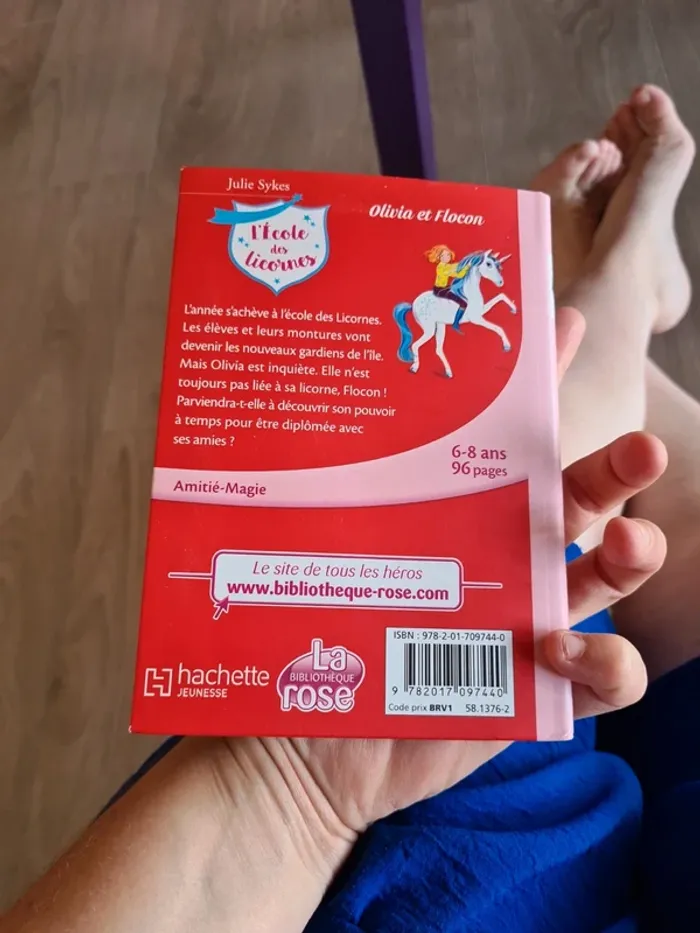 Julie Sykes
Olivia et Flocon
l'École
des
licornes
L'année s'achève à l'école des Licornes.
Les élèves et leurs montures vont
devenir les nouveaux gardiens de l'île.
Mais Olivia est inquiète. Elle n'est
toujours pas liée à sa licorne, Flocon !
Parviendra-t-elle à découvrir son pouvoir
à temps pour être diplômée avec
ses amies ?
6-8 ans
96 pages
Amitié-Magie
Le site de tous les héros
www.bibliotheque-rose.com
hachette
JEUNESSE
La
BIBLIOTHÈQUE
rose
ISBN : 978-2-01-709744-0
9 782017 097440
Code prix BRV1 58.1376-2